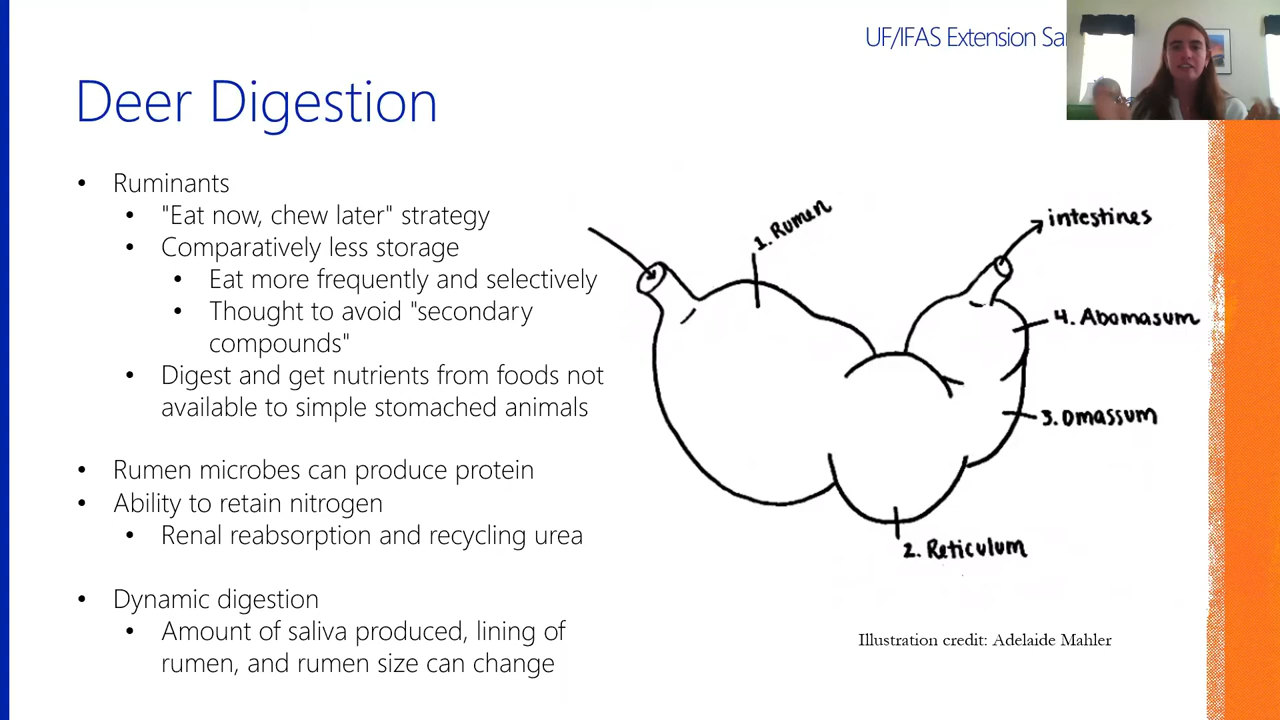 UF/IFAS Extension
Deer Digestion
• Ruminants
• "Eat now, chew later" strategy
• Comparatively less storage
• Eat more frequently and selectively
• Thought to avoid "secondary
compounds"
• Digest and get nutrients from foods not
available to simple stomached animals
• Rumen microbes can produce protein
• Ability to retain nitrogen
• Renal reabsorption and recycling urea
• Dynamic digestion
• Amount of saliva produced, lining of
rumen, and rumen size can change
1. Rumen
intestines
4. Abomasum
3. Omassum
2. Reticulum
Illustration credit: Adelaide Mahler